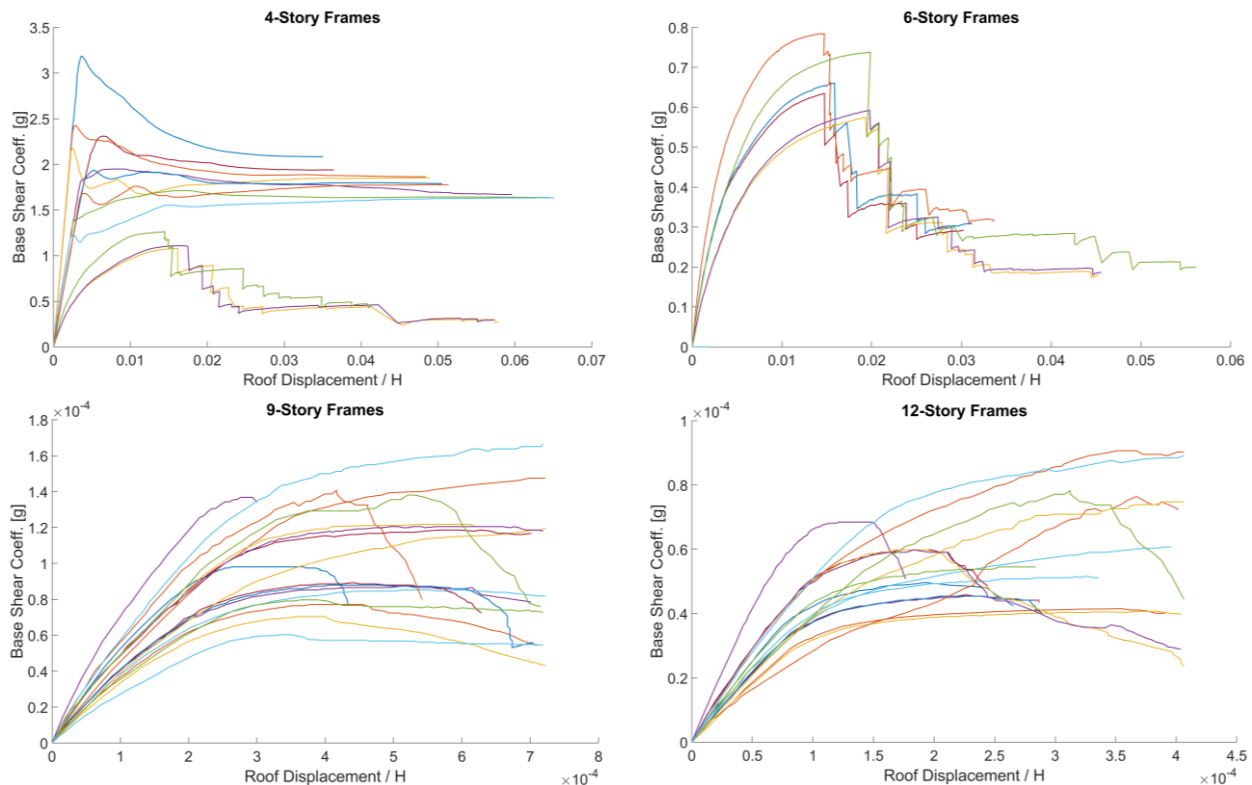 4-Story Frames
3.5
3
2.5
2
1.5
1
0.5
0
Base Shear Coeff. [g]
0 0.01 0.02 0.03 0.04 0.05 0.06 0.07
Roof Displacement / H
6-Story Frames
0.8
0.7
0.6
0.5
0.4
0.3
0.2
0.1
0
Base Shear Coeff. [g]
0 0.01 0.02 0.03 0.04 0.05 0.06
Roof Displacement / H
9-Story Frames
×10⁻⁴
1.8
1.6
1.4
1.2
1
0.8
0.6
0.4
0.2
0
Base Shear Coeff. [g]
0 1 2 3 4 5 6 7 8
Roof Displacement / H
×10⁻⁴
12-Story Frames
×10⁻⁴
1
0.8
0.6
0.4
0.2
0
Base Shear Coeff. [g]
0 0.5 1 1.5 2 2.5 3 3.5 4 4.5
Roof Displacement / H
×10⁻⁴